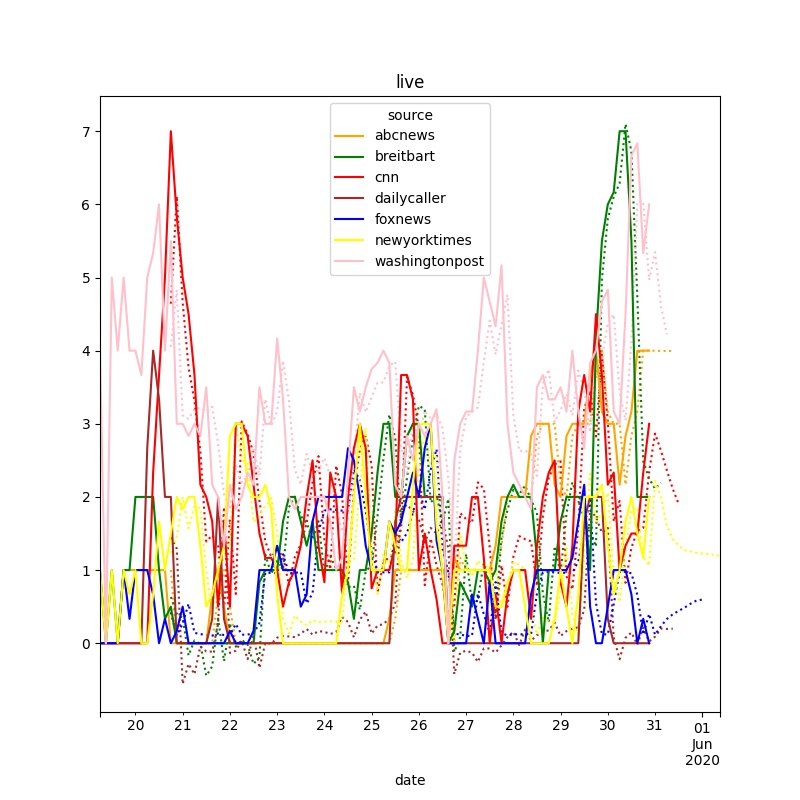 live
source
abcnews
breitbart
cnn
dailycaller
foxnews
newyorktimes
washingtonpost
7
6
5
4
3
2
1
0
20 21 22 23 24 25 26 27 28 29 30 31 01
Jun
2020
date